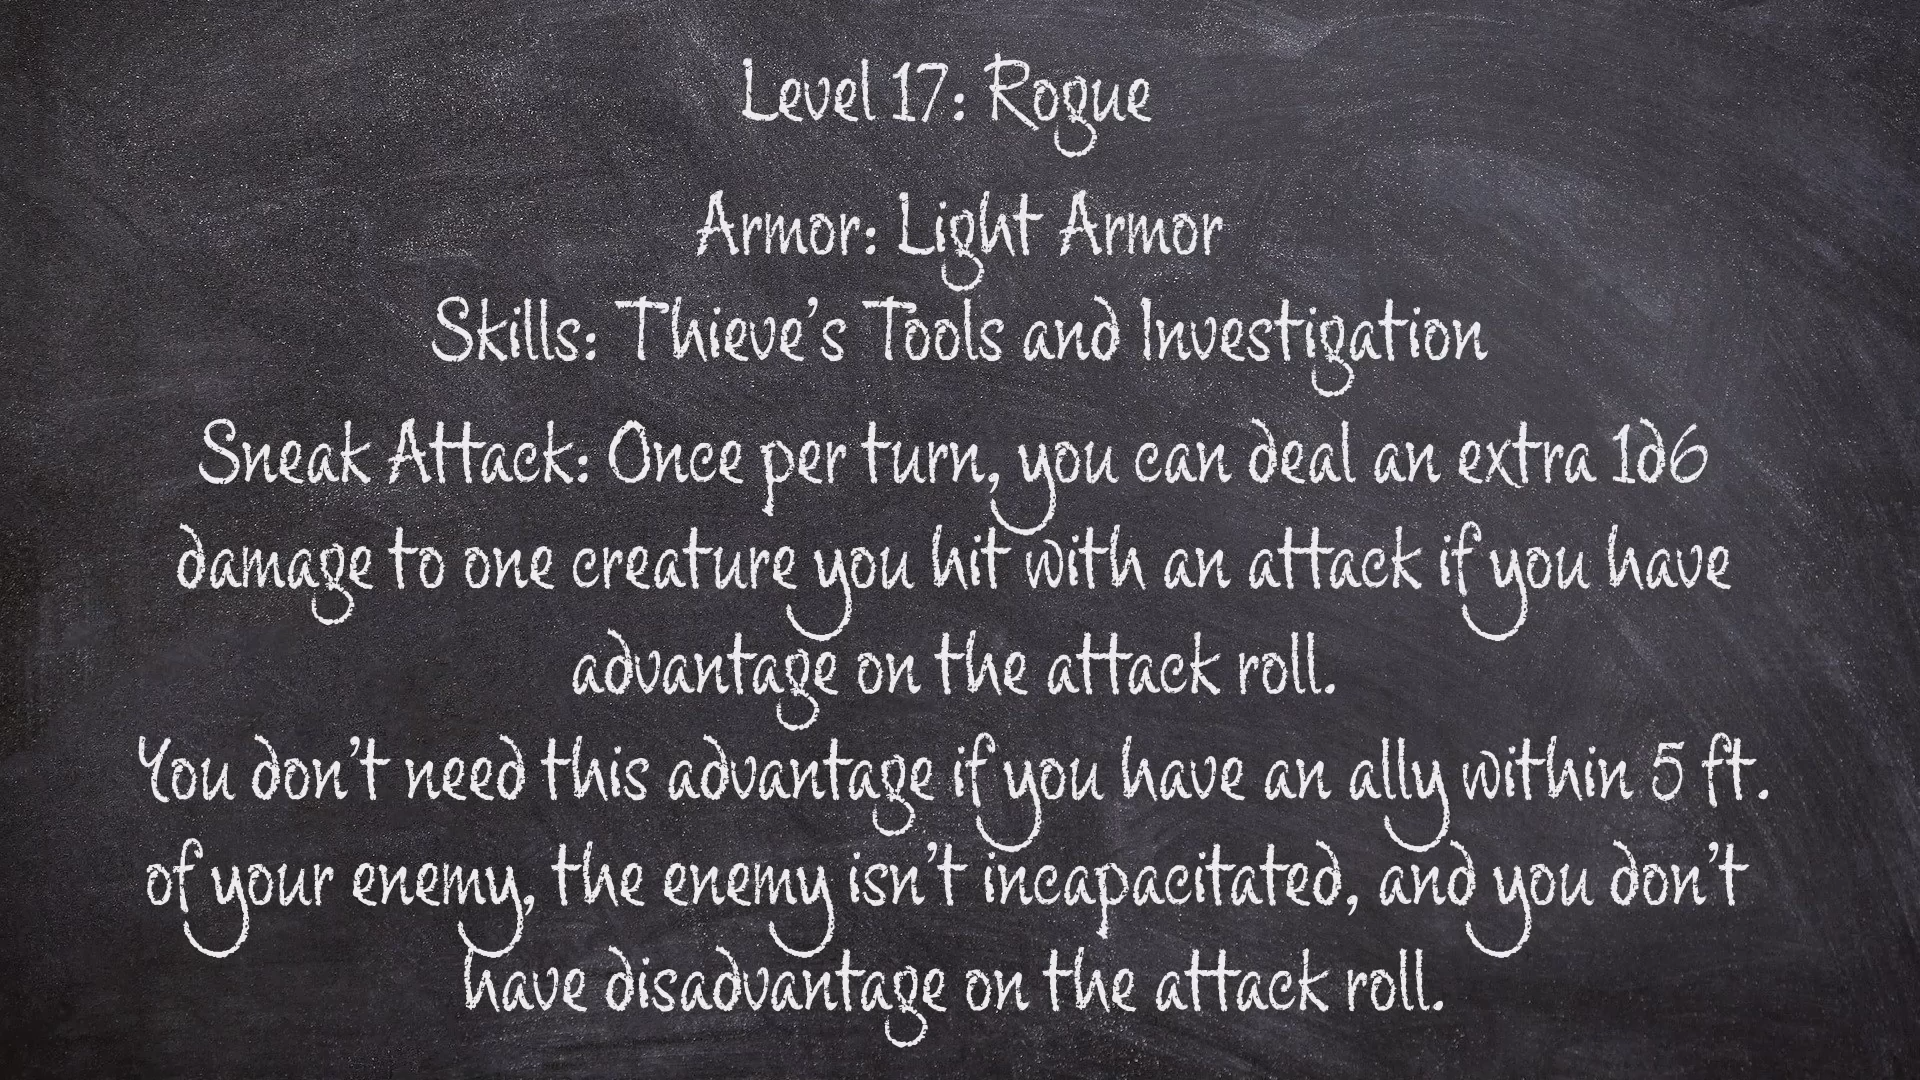 Level 17: Rogue
Armor: Light Armor
Skills: Thieve's Tools and Investigation
Sneak Attack: Once per turn, you can deal an extra 1d6
damage to one creature you hit with an attack if you have
advantage on the attack roll.
You don't need this advantage if you have an ally within 5 ft.
of your enemy, the enemy isn't incapacitated, and you don't
have disadvantage on the attack roll.